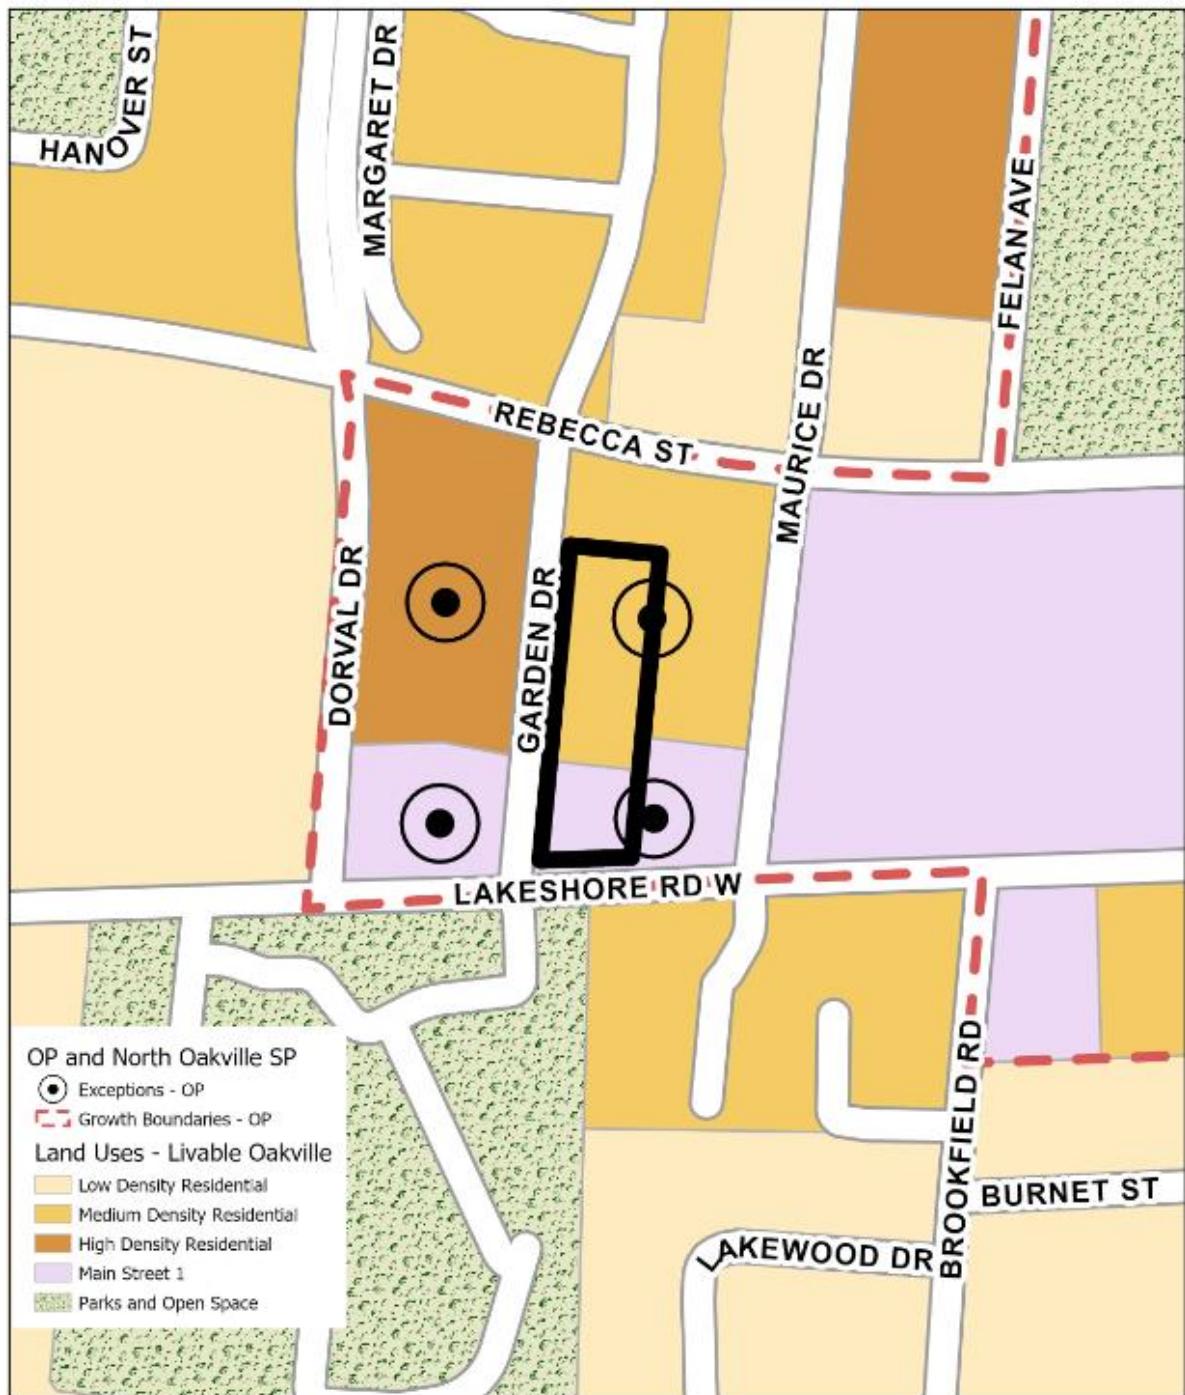 HANOVER ST
MARGARET DR
FELAN AVE
REBECCA ST
MAURICE DR
DORVAL DR
GARDEN DR
LAKESHORE RD W
BROOKFIELD RD
BURNET ST
LAKEWOOD DR
OP and North Oakville SP
Exceptions - OP
Growth Boundaries - OP
Land Uses - Livable Oakville
Low Density Residential
Medium Density Residential
High Density Residential
Main Street 1
Parks and Open Space